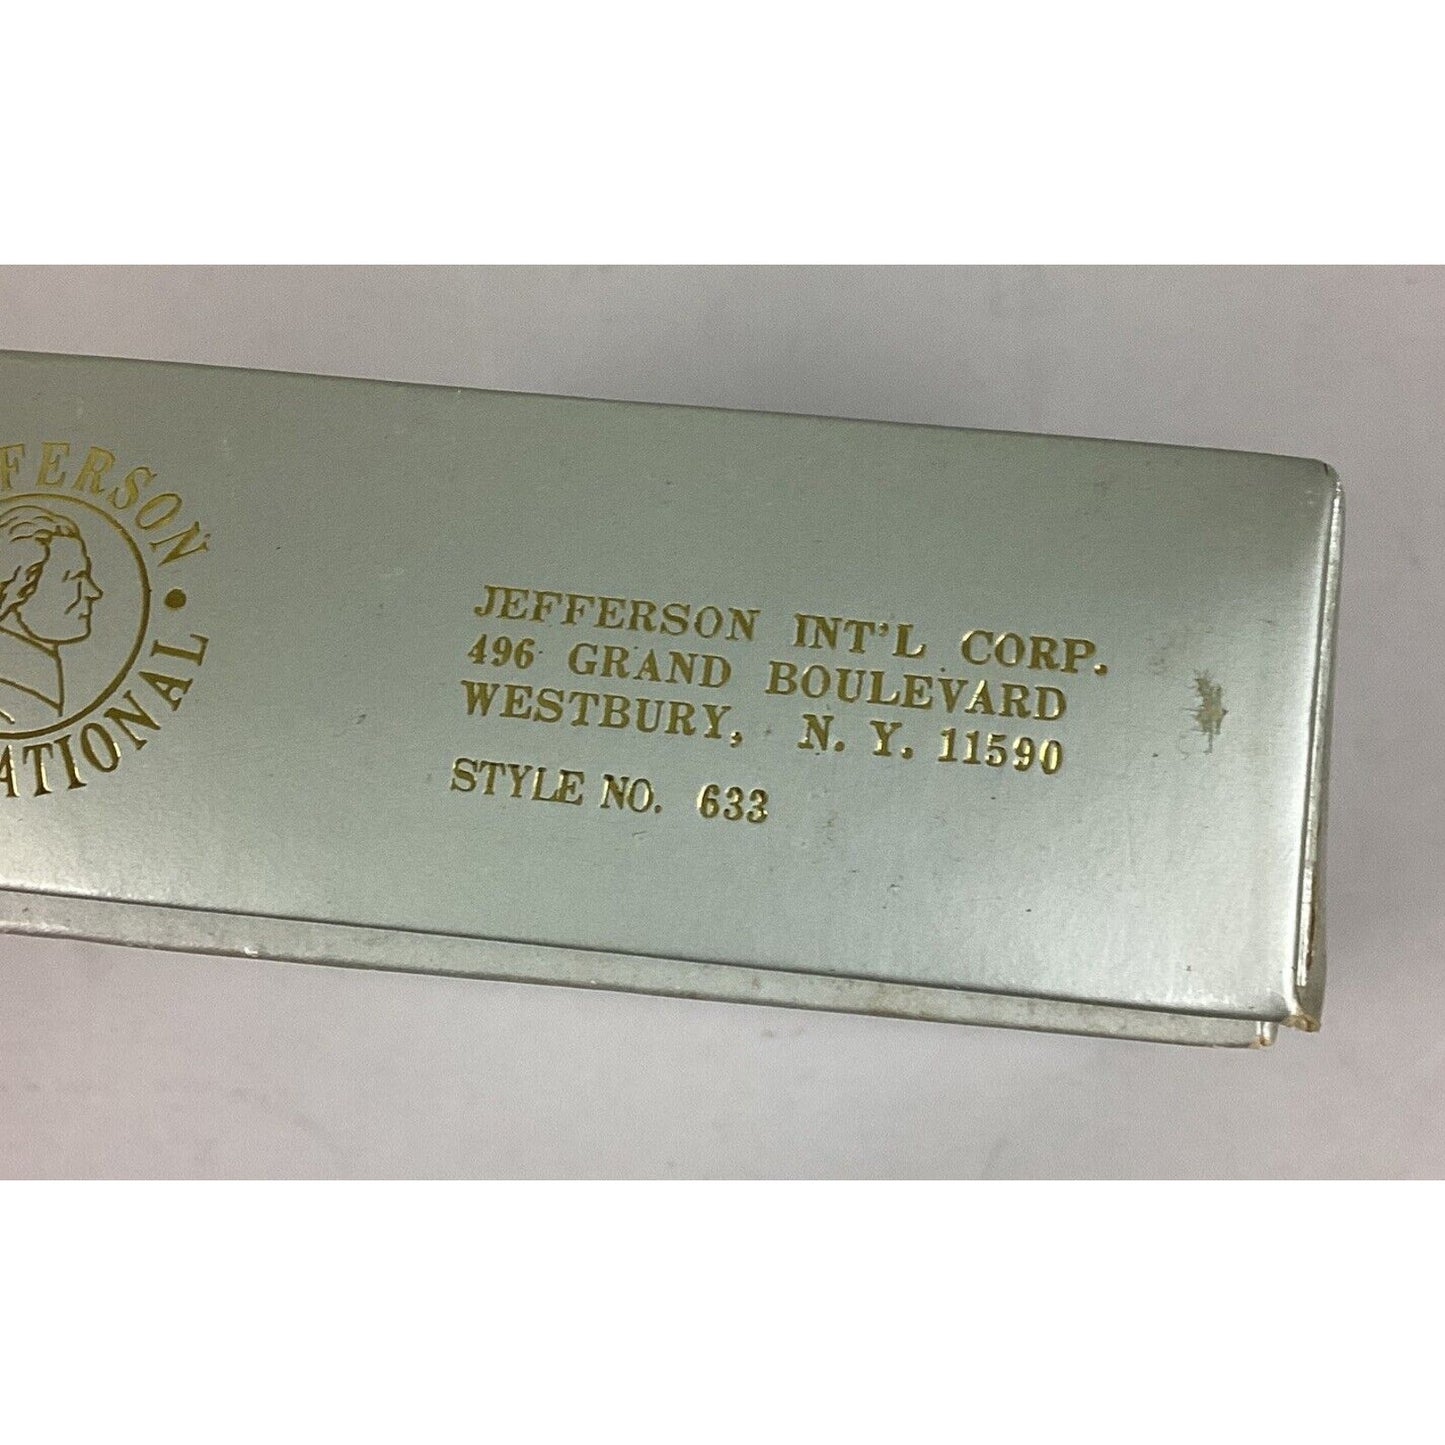 JEFFERSON INT'L CORP.
496 GRAND BOULEVARD
WESTBURY, N. Y. 11590
STYLE NO. 633